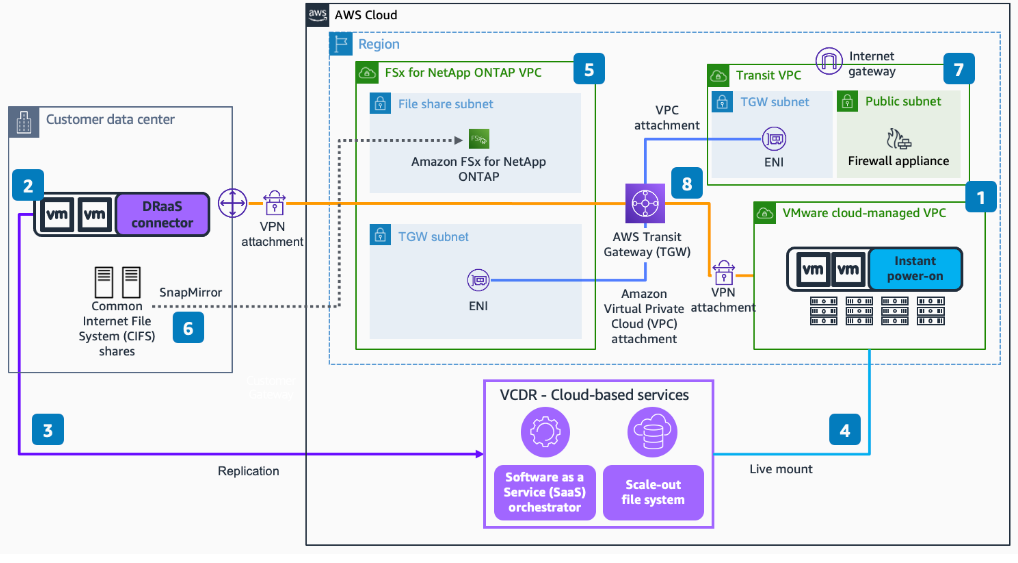 aws
AWS Cloud
Region
FSx for NetApp ONTAP VPC
5
File share subnet
Amazon FSx for NetApp
ONTAP
TGW subnet
ENI
Internet
gateway
7
Transit VPC
TGW subnet
ENI
Public subnet
Firewall appliance
VPC
attachment
8
AWS Transit
Gateway (TGW)
Amazon
Virtual Private
Cloud (VPC)
attachment
VPN
attachment
1
VMware cloud-managed VPC
vm
vm
Instant
power-on
Customer data center
2
vm
vm
DRaaS
connector
VPN
attachment
SnapMirror
6
Common
Internet File
System (CIFS)
shares
Customer
Gateway
3
Replication
VCDR - Cloud-based services
Software as a
Service (SaaS)
orchestrator
Scale-out
file system
4
Live mount